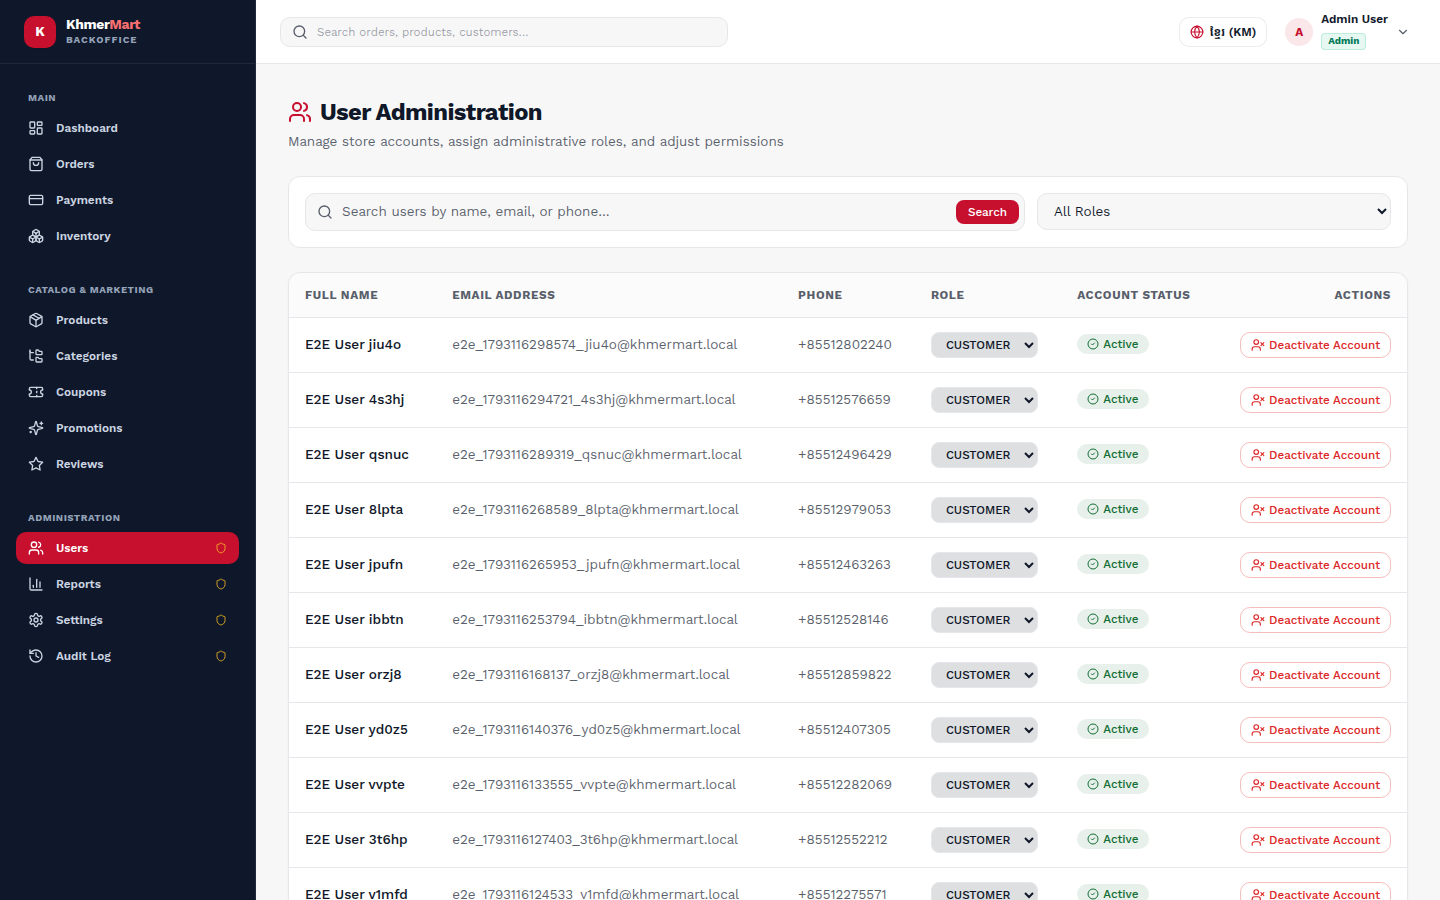 K
KhmerMart
BACKOFFICE
Search orders, products, customers...
ខ្មែរ (KM)
A
Admin User
Admin
MAIN
Dashboard
Orders
Payments
Inventory
CATALOG & MARKETING
Products
Categories
Coupons
Promotions
Reviews
ADMINISTRATION
Users
Reports
Settings
Audit Log
User Administration
Manage store accounts, assign administrative roles, and adjust permissions
Search users by name, email, or phone...
Search
All Roles
FULL NAME EMAIL ADDRESS PHONE ROLE ACCOUNT STATUS ACTIONS
E2E User jiu4o e2e_1793116298574_jiu4o@khmermart.local +85512802240 CUSTOMER Active Deactivate Account
E2E User 4s3hj e2e_1793116294721_4s3hj@khmermart.local +85512576659 CUSTOMER Active Deactivate Account
E2E User qsnuc e2e_1793116289319_qsnuc@khmermart.local +85512496429 CUSTOMER Active Deactivate Account
E2E User 8lpta e2e_1793116268589_8lpta@khmermart.local +85512979053 CUSTOMER Active Deactivate Account
E2E User jpufn e2e_1793116265953_jpufn@khmermart.local +85512463263 CUSTOMER Active Deactivate Account
E2E User ibbtn e2e_1793116253794_ibbtn@khmermart.local +85512528146 CUSTOMER Active Deactivate Account
E2E User orzj8 e2e_1793116168137_orzj8@khmermart.local +85512859822 CUSTOMER Active Deactivate Account
E2E User yd0z5 e2e_1793116140376_yd0z5@khmermart.local +85512407305 CUSTOMER Active Deactivate Account
E2E User vvpte e2e_1793116133555_vvpte@khmermart.local +85512282069 CUSTOMER Active Deactivate Account
E2E User 3t6hp e2e_1793116127403_3t6hp@khmermart.local +85512552212 CUSTOMER Active Deactivate Account
E2E User v1mfd e2e_1793116124533_v1mfd@khmermart.local +85512275571 CUSTOMER Active Deactivate Account